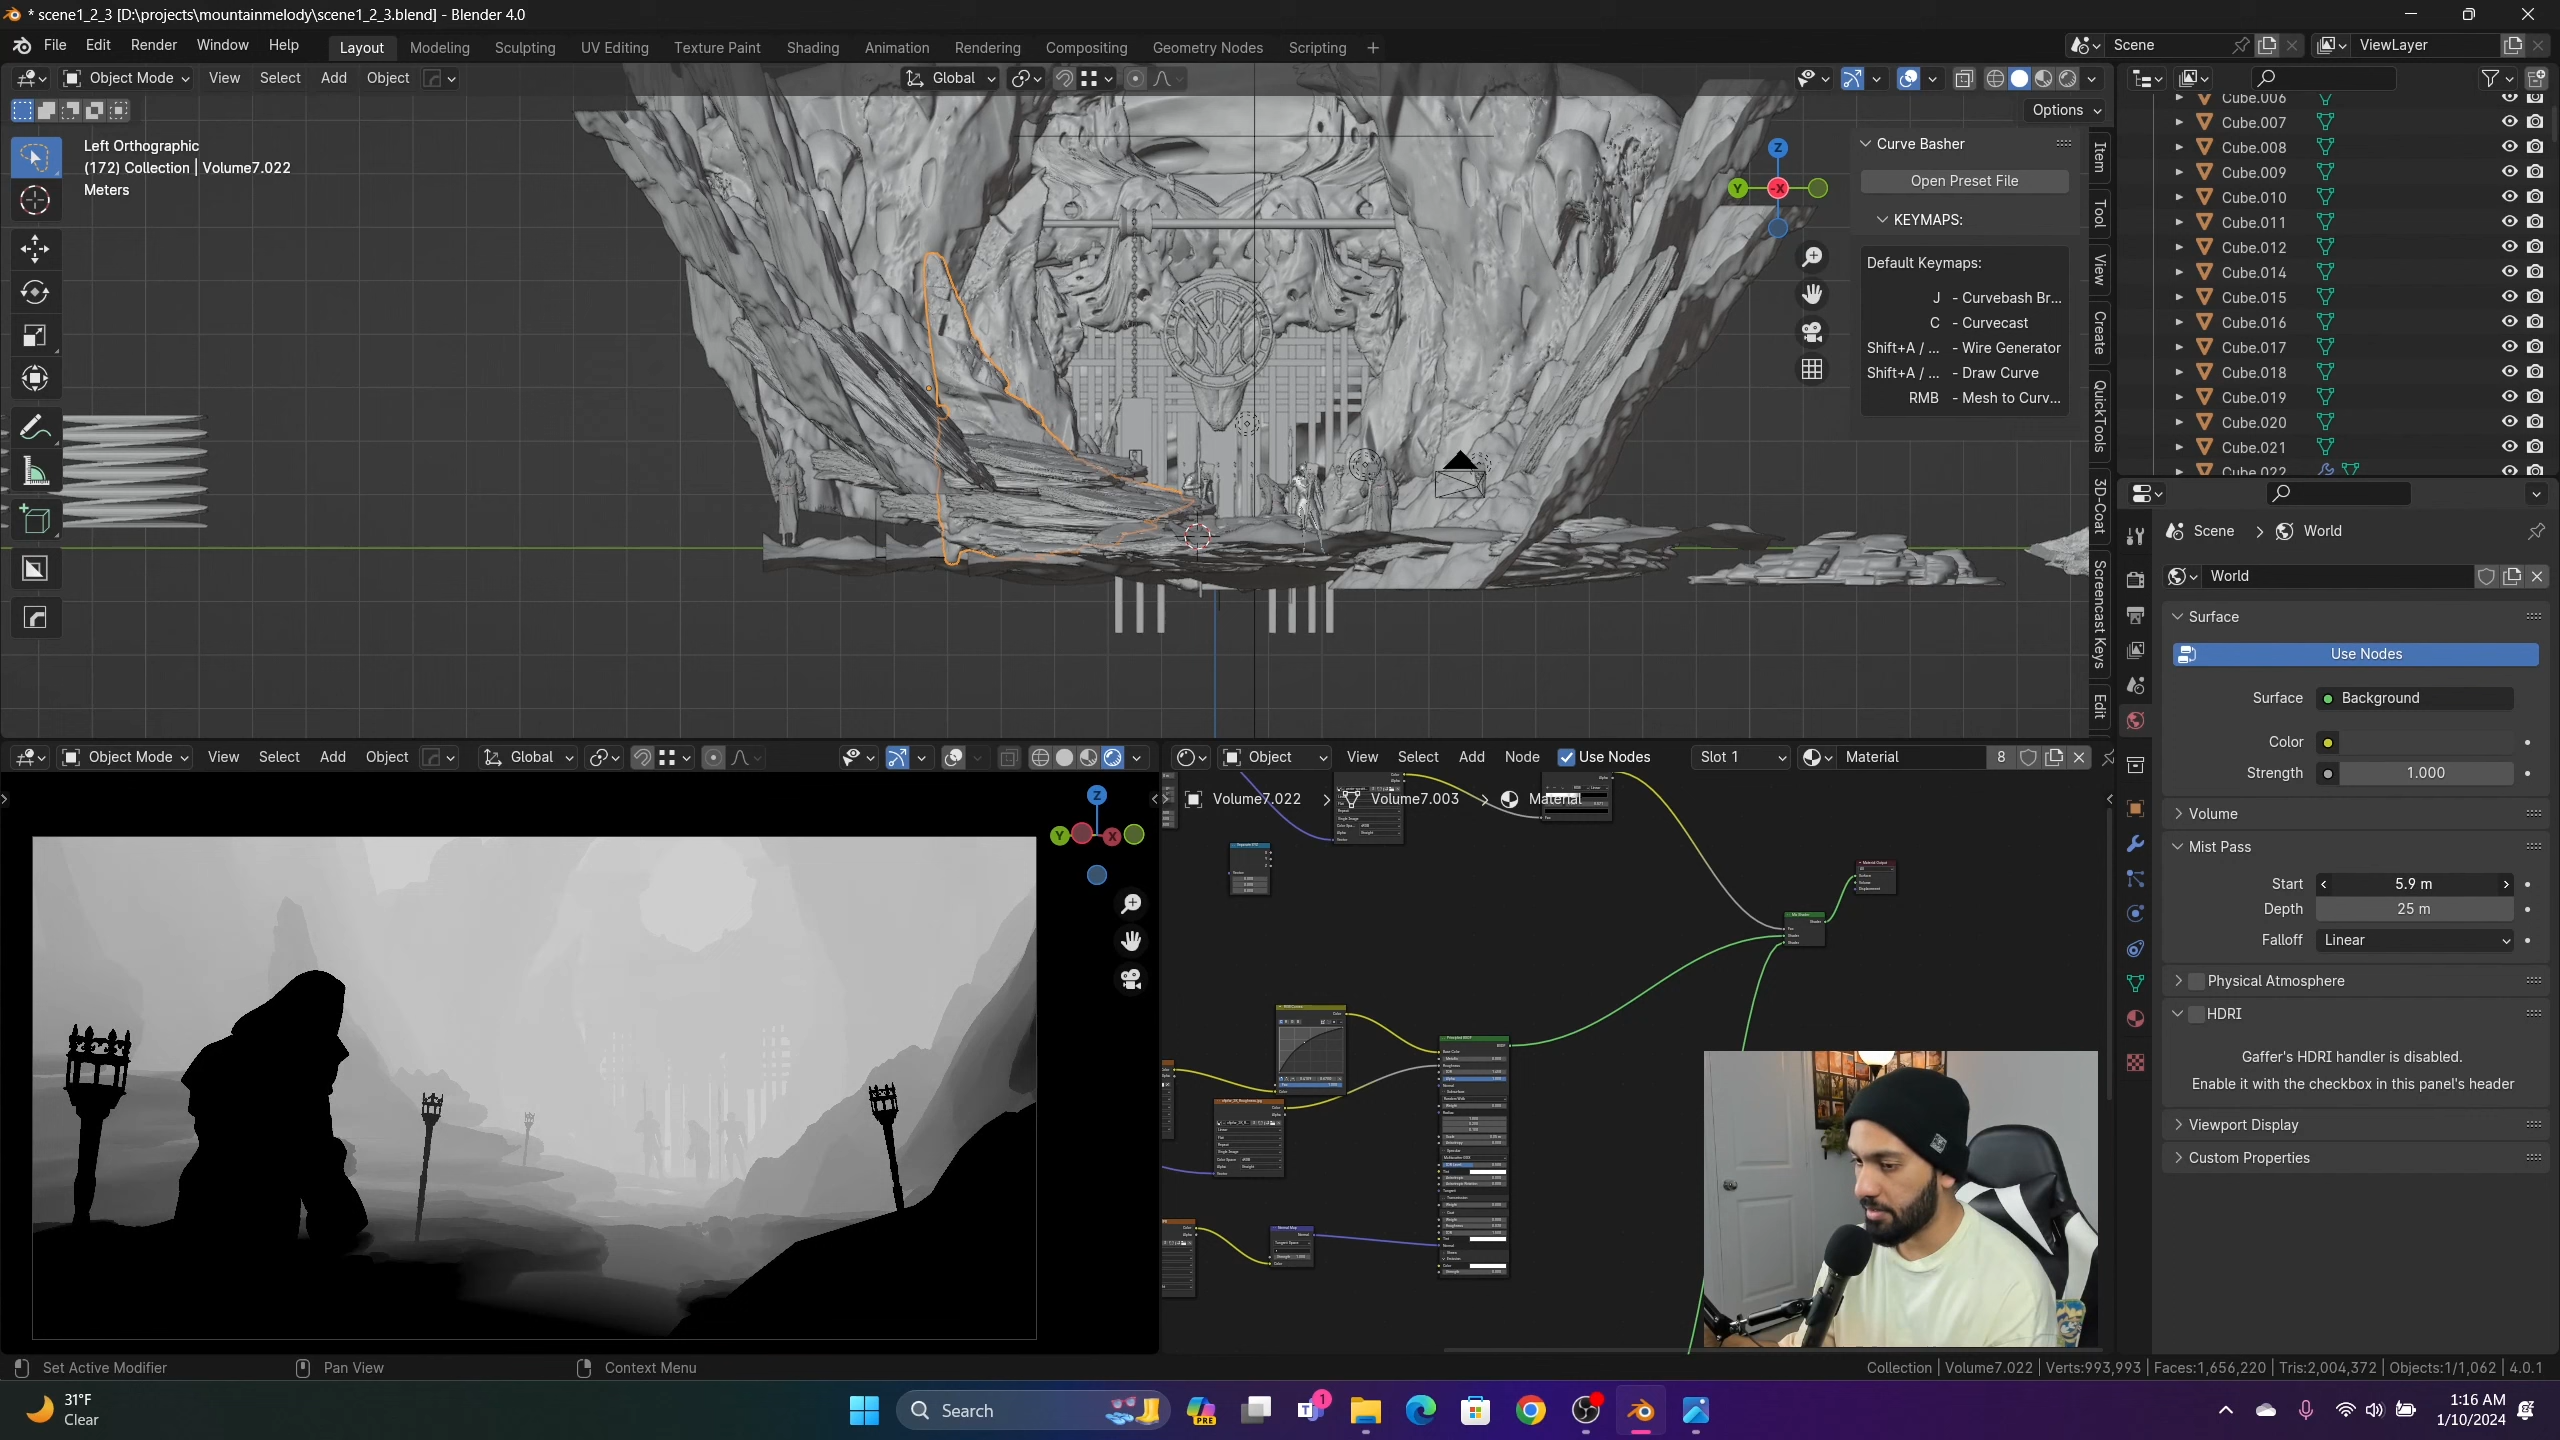 * scene1_2_3 [D:\projects\mountainmelody\scene1_2_3.blend] - Blender 4.0
File Edit Render Window Help
Layout Modeling Sculpting UV Editing Texture Paint Shading Animation Rendering Compositing Geometry Nodes Scripting
Scene
ViewLayer
Object Mode View Select Add Object
Global
Options
Left Orthographic
(172) Collection | Volume7.022
Meters
Z
Y
-X
Curve Basher
Open Preset File
KEYMAPS:
Default Keymaps:
J - Curvebash Br...
C - Curvecast
Shift+A / ... - Wire Generator
Shift+A / ... - Draw Curve
RMB - Mesh to Curv...
Item
Tool
View
Create
QuickTools
3D-Coat
Screencast Keys
Edit
Cube.006
Cube.007
Cube.008
Cube.009
Cube.010
Cube.011
Cube.012
Cube.014
Cube.015
Cube.016
Cube.017
Cube.018
Cube.019
Cube.020
Cube.021
Cube.022
Scene > World
World
Surface
Use Nodes
Surface Background
Color
Strength 1.000
Volume
Mist Pass
Start 5.9 m
Depth 25 m
Falloff Linear
Physical Atmosphere
HDRI
Gaffer's HDRI handler is disabled.
Enable it with the checkbox in this panel's header
Viewport Display
Custom Properties
Object Mode View Select Add Object
Global
Z
Y
X
Object View Select Add Node Use Nodes
Slot 1
Material 8
Volume7.022 > Volume7.003 > Material
Set Active Modifier
Pan View
Context Menu
Collection | Volume7.022 | Verts:993,993 | Faces:1,656,220 | Tris:2,004,372 | Objects:1/1,062 | 4.0.1
31°F
Clear
Search
PRE
1
1:16 AM
1/10/2024